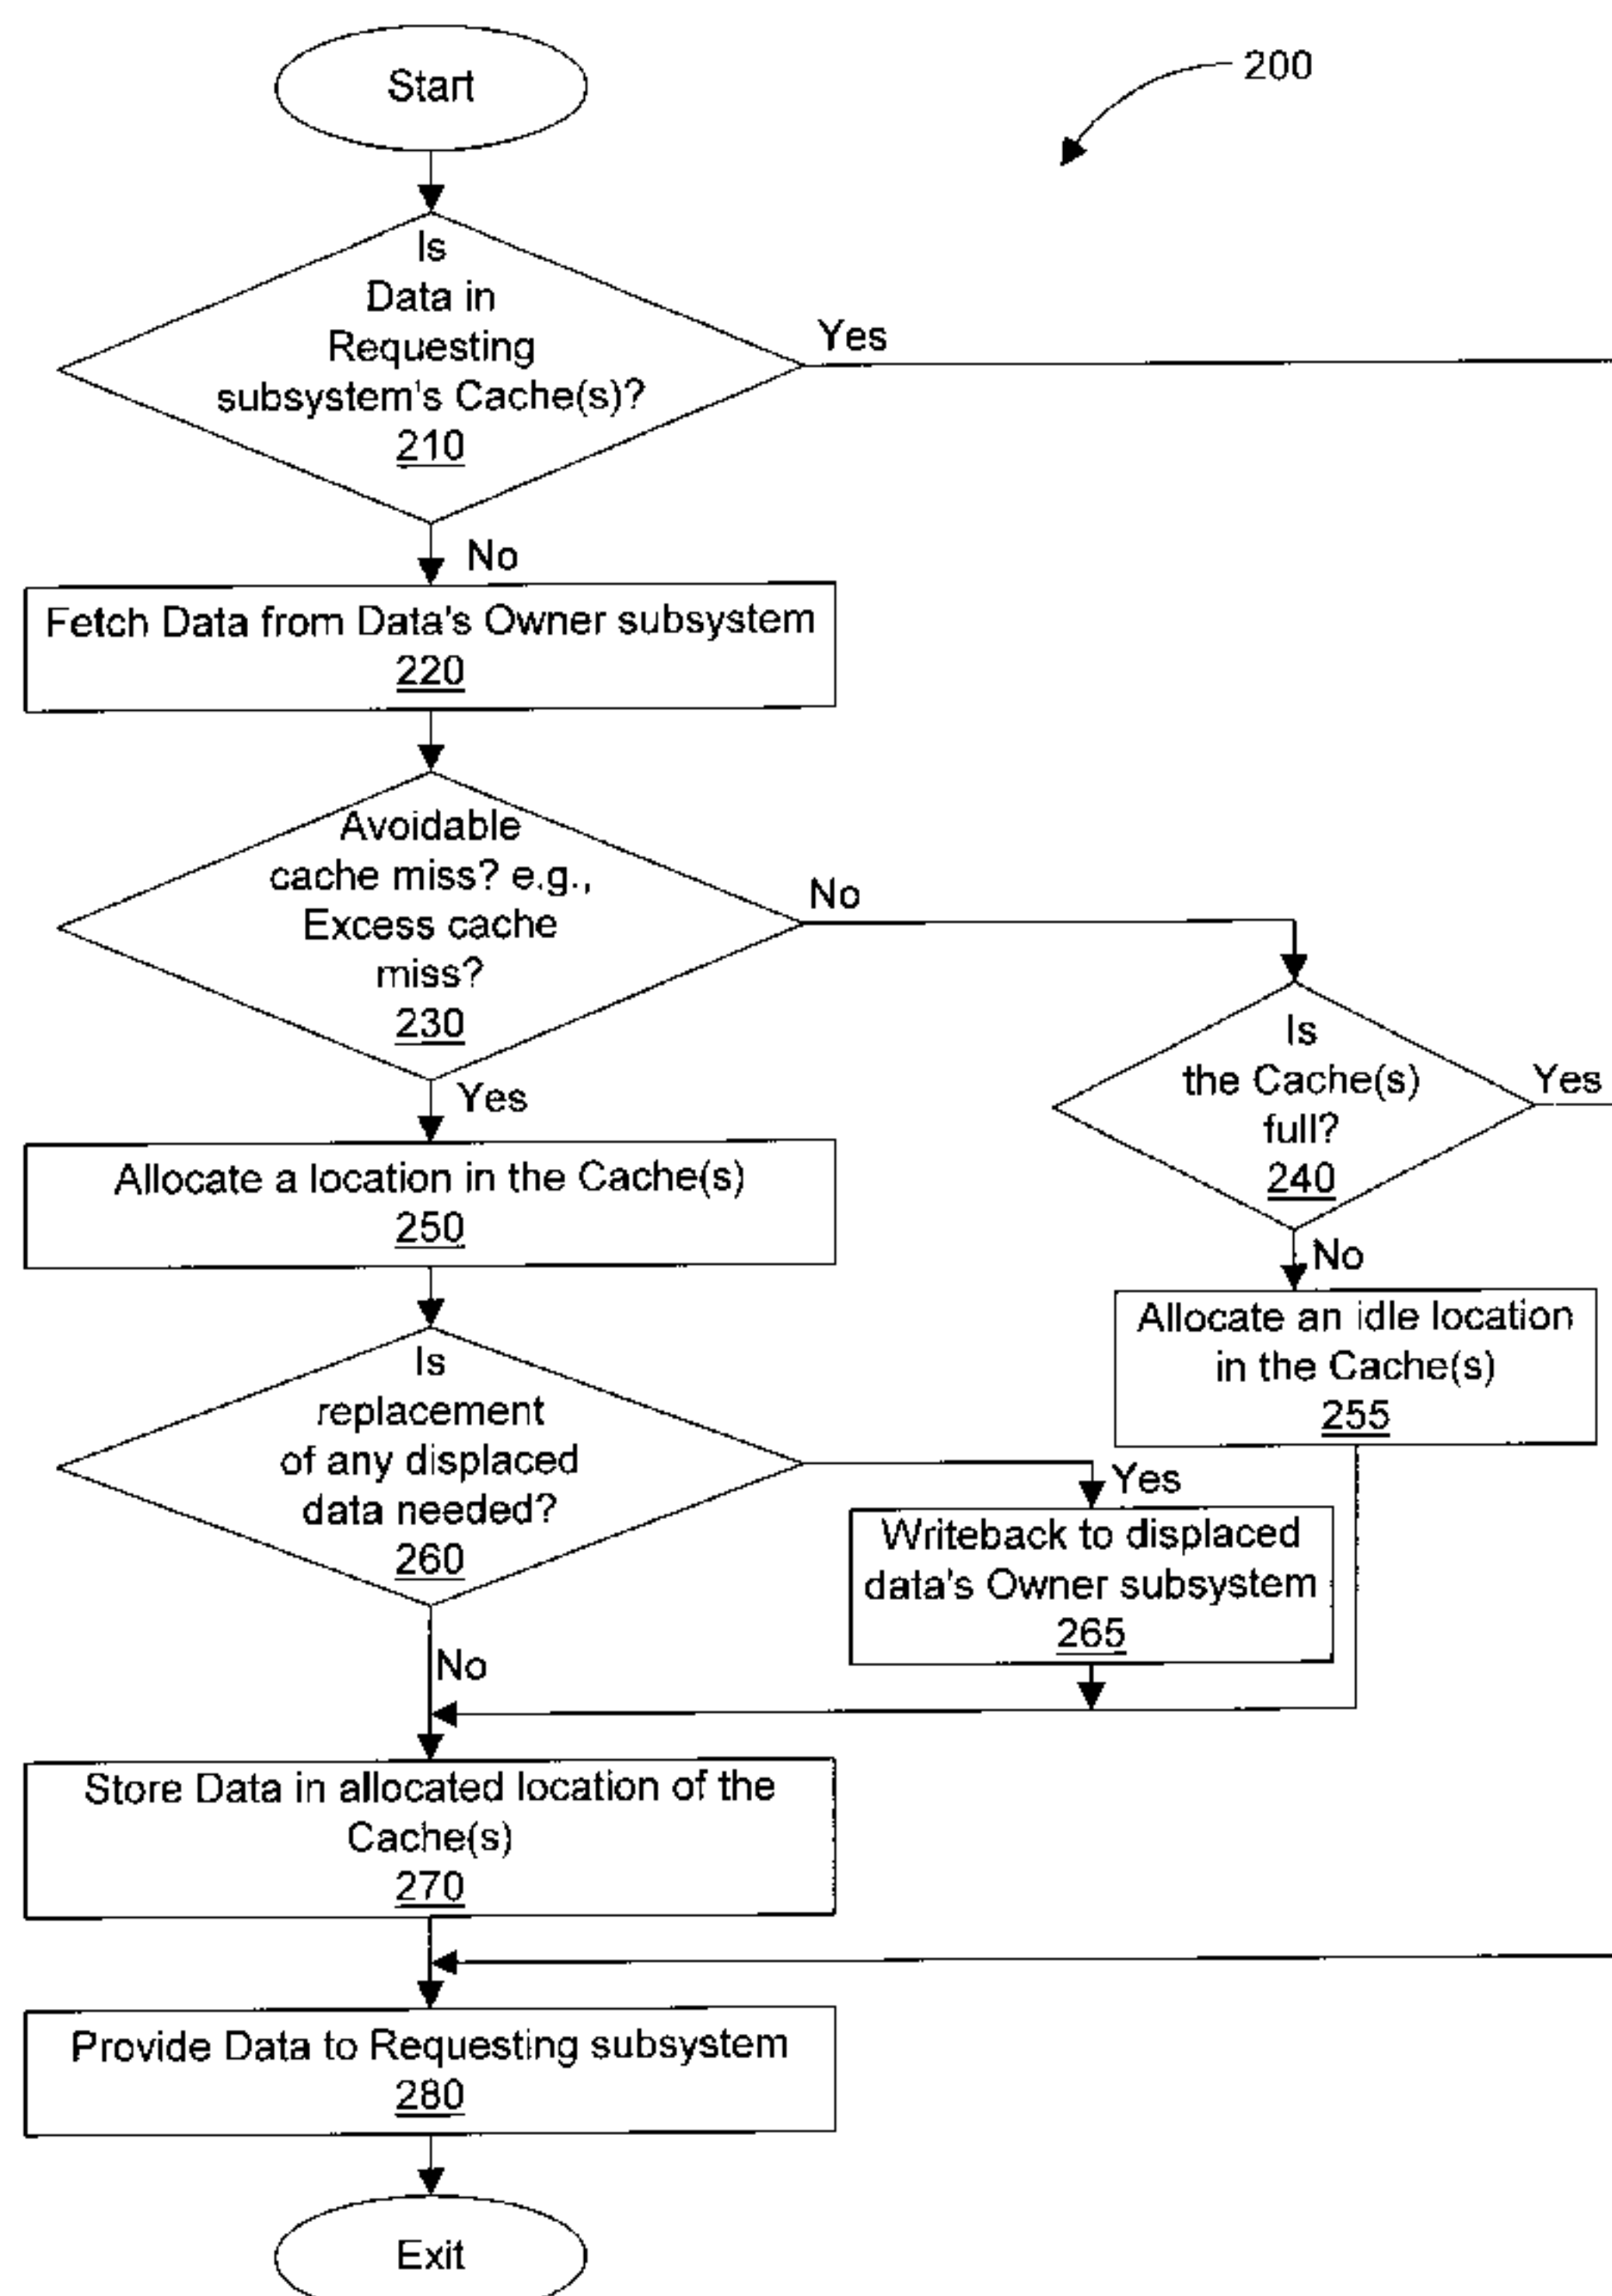 Start
200
Is
Data in
Requesting
subsystem's Cache(s)?
210
Yes
No
Fetch Data from Data's Owner subsystem
220
Avoidable
cache miss? e.g.,
Excess cache
miss?
230
No
Yes
Is
the Cache(s)
full?
240
Yes
No
Allocate a location in the Cache(s)
250
Allocate an idle location
in the Cache(s)
255
Is
replacement
of any displaced
data needed?
260
Yes
No
Writeback to displaced
data's Owner subsystem
265
Store Data in allocated location of the
Cache(s)
270
Provide Data to Requesting subsystem
280
Exit